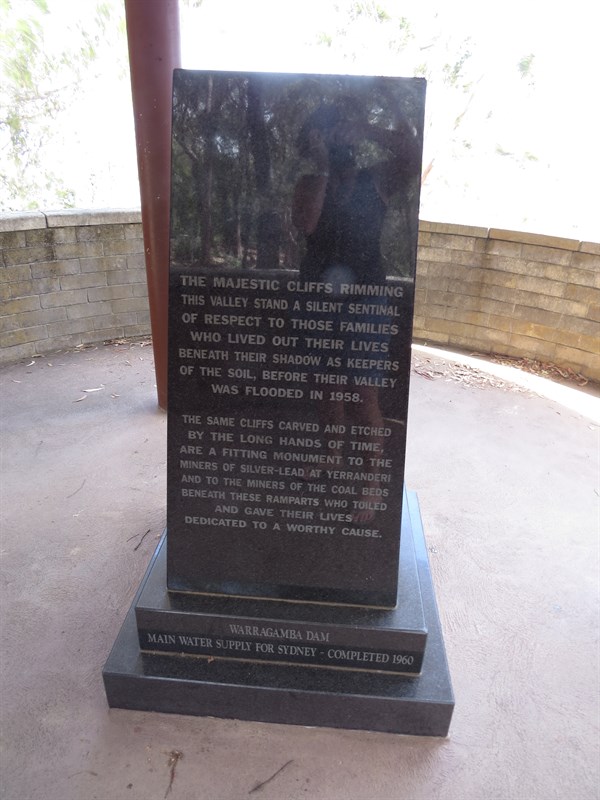 THE MAJESTIC CLIFFS RIMMING
THIS VALLEY STAND A SILENT SENTINAL
OF RESPECT TO THOSE FAMILIES
WHO LIVED OUT THEIR LIVES
BENEATH THEIR SHADOW AS KEEPERS
OF THE SOIL, BEFORE THEIR VALLEY
WAS FLOODED IN 1958.
THE SAME CLIFFS CARVED AND ETCHED
BY THE LONG HANDS OF TIME,
ARE A FITTING MONUMENT TO THE
MINERS OF SILVER-LEAD AT YERRANDERI
AND TO THE MINERS OF THE COAL BEDS
BENEATH THESE RAMPARTS WHO TOILED
AND GAVE THEIR LIVES
DEDICATED TO A WORTHY CAUSE.
WARRAGAMBA DAM
MAIN WATER SUPPLY FOR SYDNEY - COMPLETED 1960